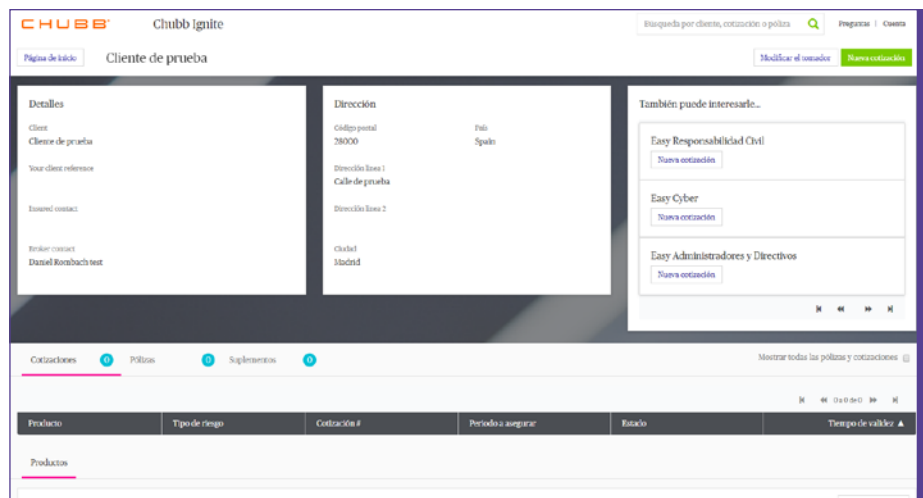 CHUBB Chubb Ignite Búsqueda por cliente, cotización o póliza Preguntas | Cuenta
Página de inicio Cliente de prueba Modificar el tomador Nueva cotización
Detalles
Client
Cliente de prueba
Your client reference
Insured contact
Broker contact
Daniel Rombach test
Dirección
Código postal País
28000 Spain
Dirección línea 1
Calle de prueba
Dirección línea 2
Ciudad
Madrid
También puede interesarle...
Easy Responsabilidad Civil
Nueva cotización
Easy Cyber
Nueva cotización
Easy Administradores y Directivos
Nueva cotización
Cotizaciones 0 Pólizas 0 Suplementos 0 Mostrar todas las pólizas y cotizaciones
0 a 0 de 0
Producto Tipo de riesgo Cotización # Periodo a asegurar Estado Tiempo de validez ▲
Productos